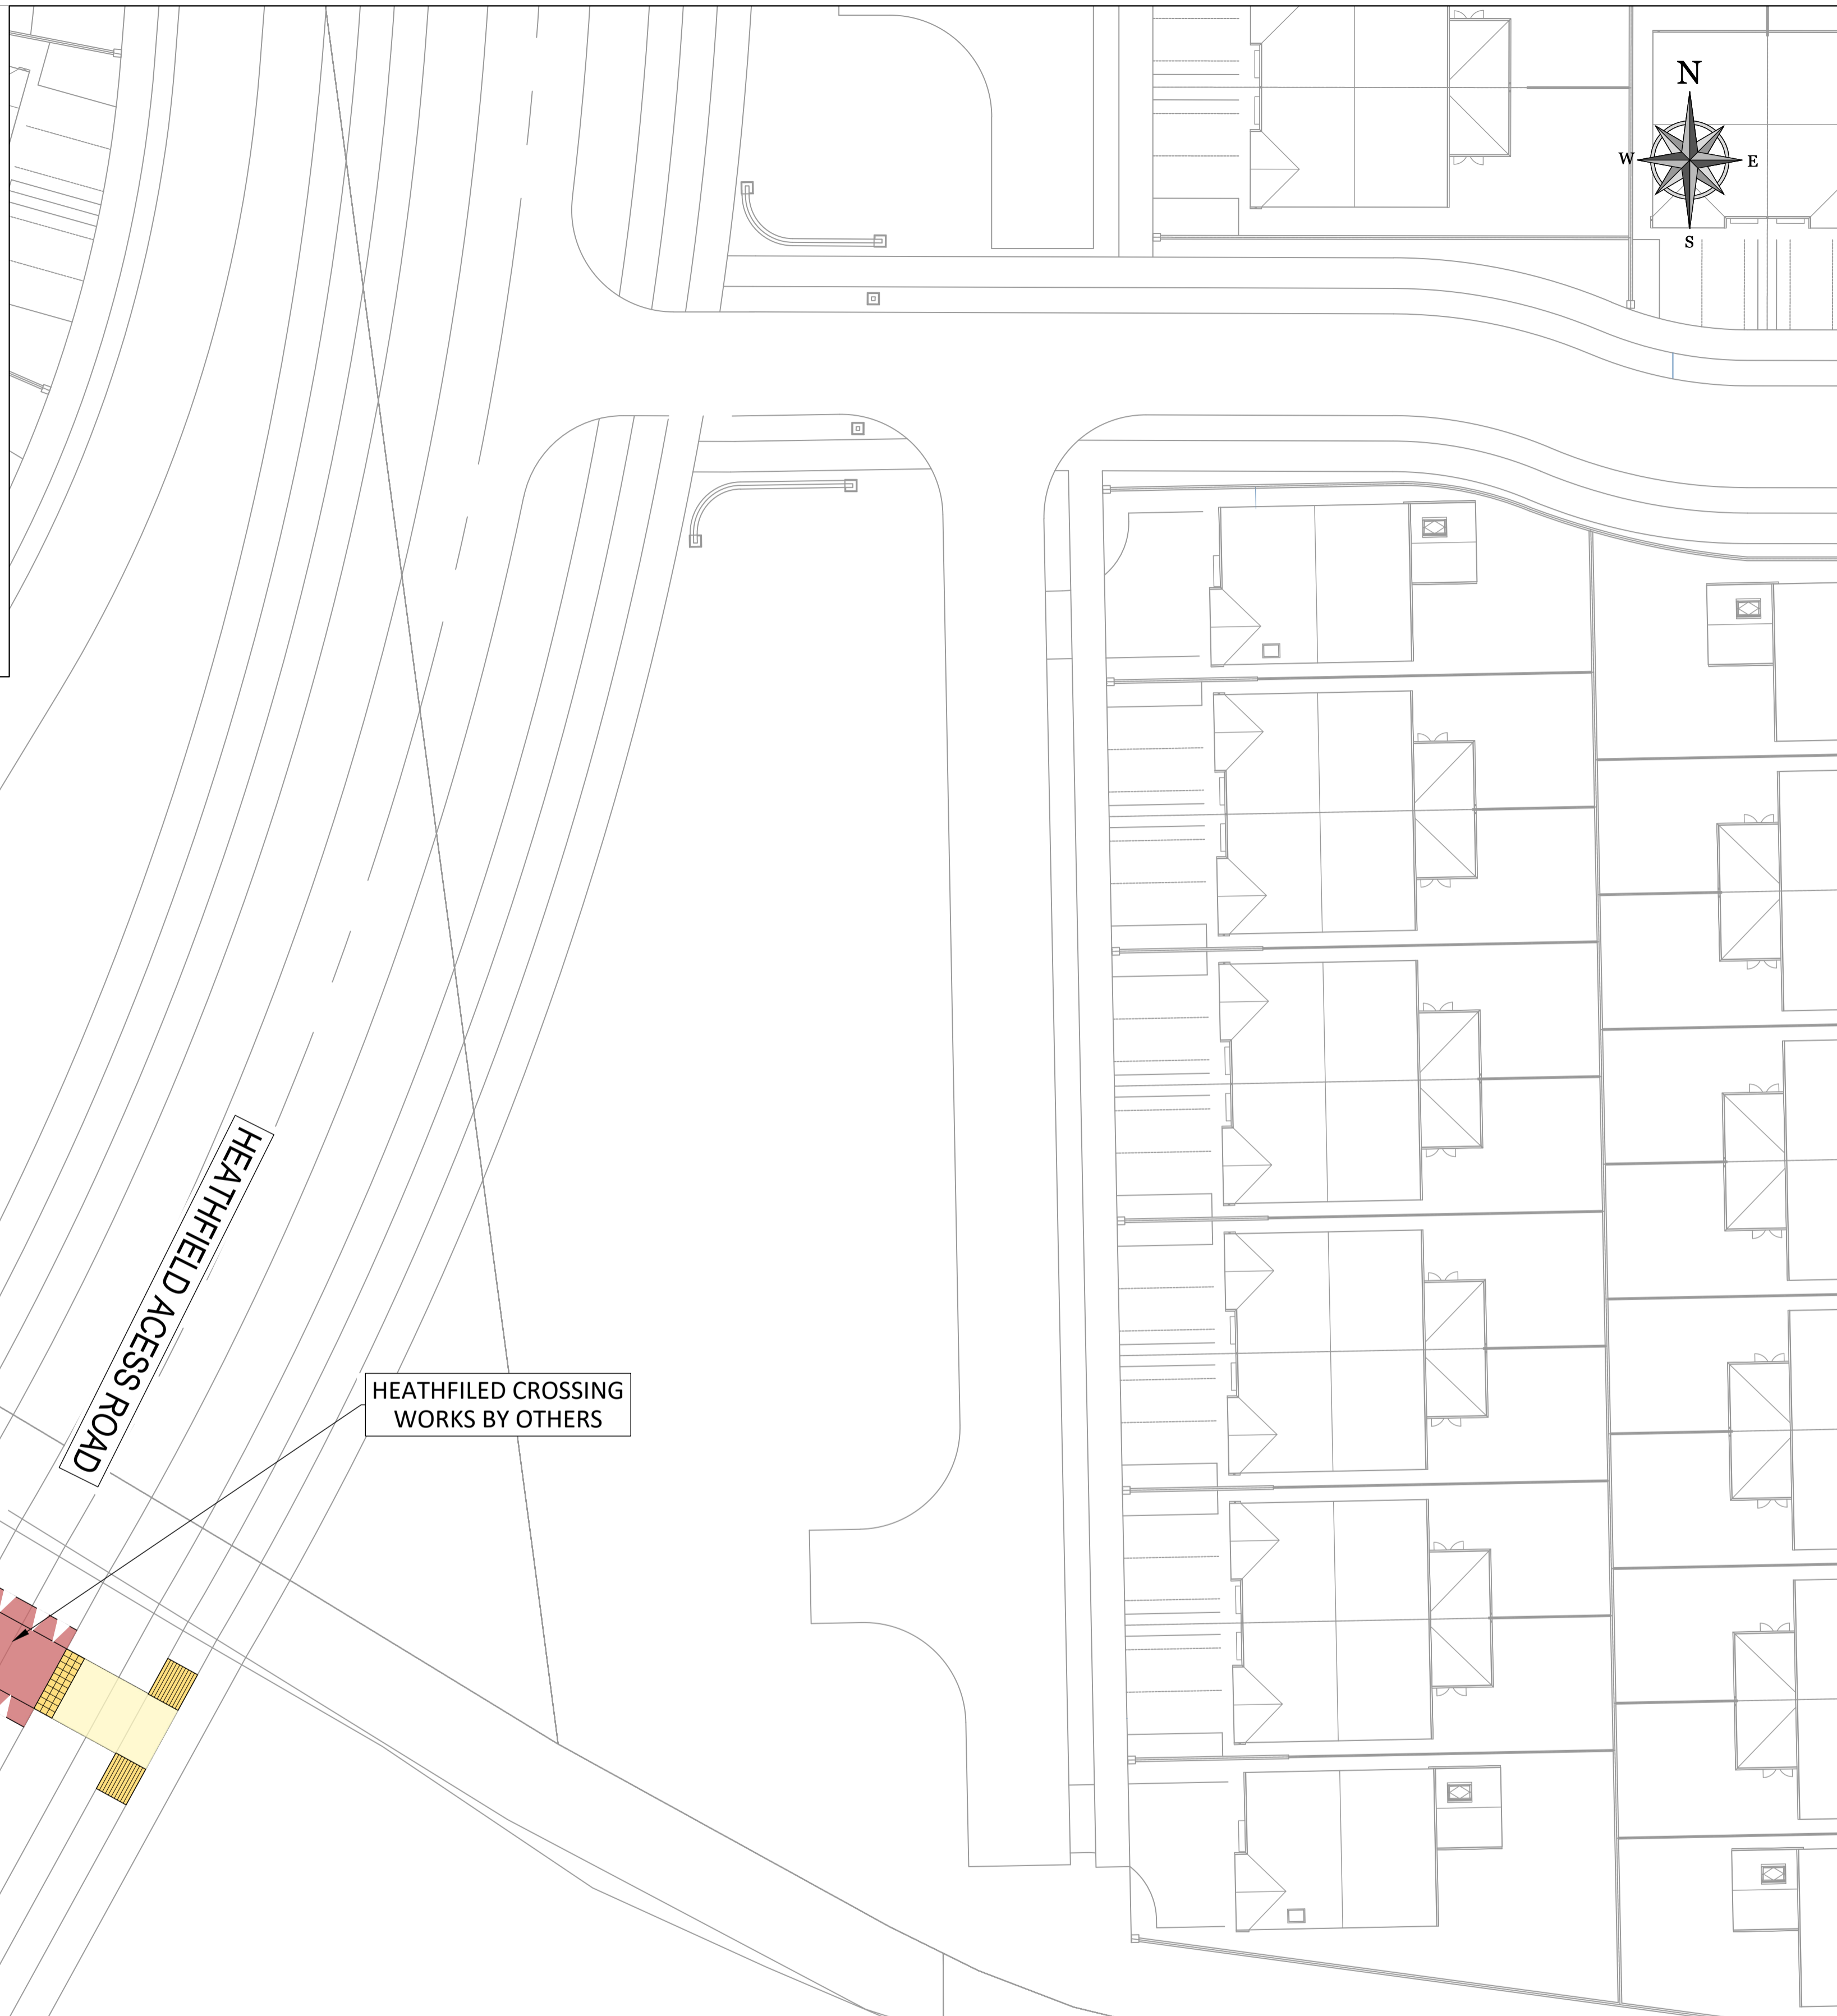 N
W
E
S
HEATHFIELD ACESS ROAD
HEATHFILED CROSSING
WORKS BY OTHERS